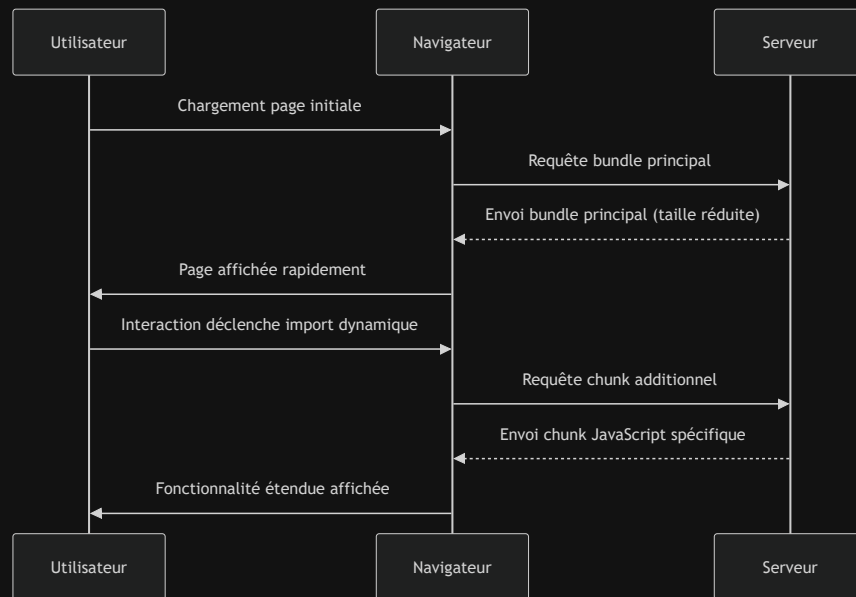 Utilisateur
Navigateur
Serveur
Chargement page initiale
Requête bundle principal
Envoi bundle principal (taille réduite)
Page affichée rapidement
Interaction déclenche import dynamique
Requête chunk additionnel
Envoi chunk JavaScript spécifique
Fonctionnalité étendue affichée
Utilisateur
Navigateur
Serveur